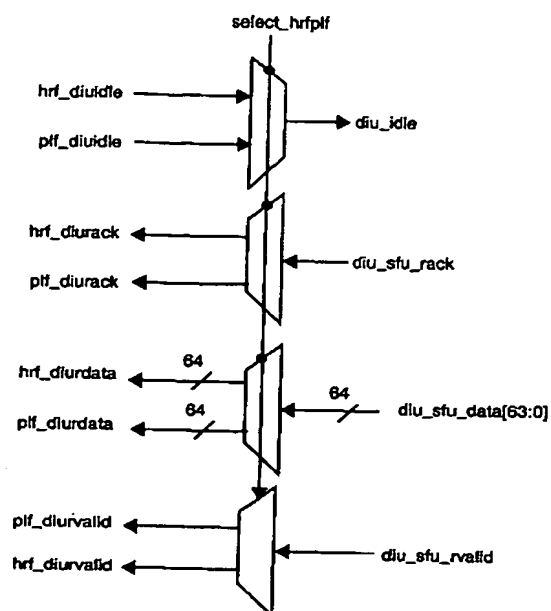 select_hrfplf
hrf_diuidle
plf_diuidle
diu_idle
hrf_diurack
plf_diurack
diu_sfu_rack
64
hrf_diurdata
64
plf_diurdata
64
diu_sfu_data[63:0]
plf_diurvalid
hrf_diurvalid
diu_sfu_rvalid